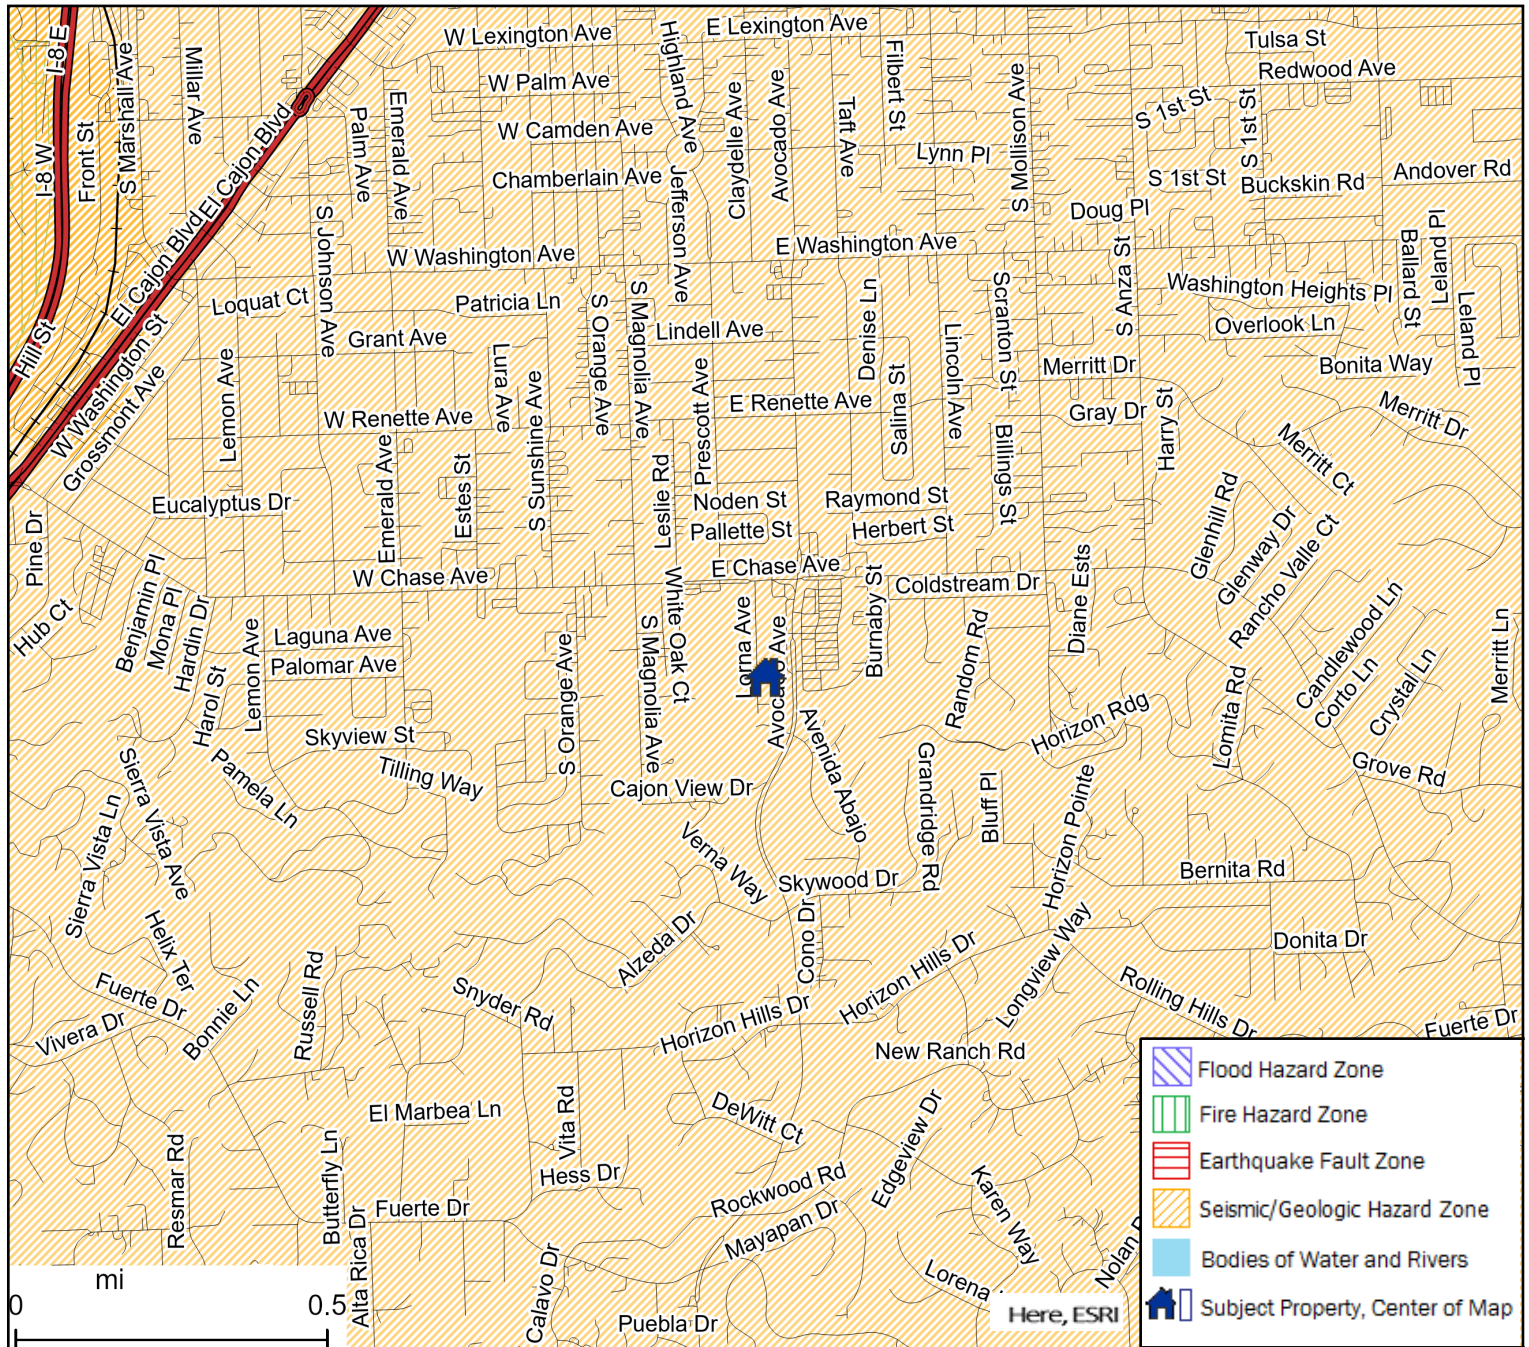 W Lexington Ave
E Lexington Ave
Tulsa St
Redwood Ave
I-8 E
I-8 W
Front St
S Marshall Ave
Millar Ave
El Cajon Blvd
Palm Ave
Emerald Ave
W Palm Ave
W Camden Ave
Chamberlain Ave
Highland Ave
Jefferson Ave
Claydelle Ave
Avocado Ave
Taft Ave
Filbert St
Lynn Pl
S Mollison Ave
S 1st St
S 1st St
S 1st St
Buckskin Rd
Andover Rd
Doug Pl
W Washington Ave
E Washington Ave
S Johnson Ave
El Cajon Blvd
Loquat Ct
Patricia Ln
Grant Ave
S Orange Ave
S Magnolia Ave
Lindell Ave
Denise Ln
Scranton St
S Anza St
Washington Heights Pl
Overlook Ln
Ballard St
Leland Pl
Leland Pl
Bonita Way
Hill St
W Washington St
Grossmont Ave
Lemon Ave
Lura Ave
S Sunshine Ave
Prescott Ave
E Renette Ave
W Renette Ave
Salina St
Lincoln Ave
Merritt Dr
Gray Dr
Harry St
Merritt Dr
Merritt Ct
Emerald Ave
Estes St
Leslie Rd
Noden St
Pallette St
Raymond St
Herbert St
Billings St
Eucalyptus Dr
Pine Dr
Glenhill Rd
Glenway Dr
Rancho Valle Ct
W Chase Ave
E Chase Ave
Coldstream Dr
Diane Ests
Hub Ct
Benjamin Pl
Mona Pl
Hardin Dr
Harol St
Lemon Ave
Laguna Ave
Palomar Ave
S Orange Ave
S Magnolia Ave
White Oak Ct
Lorna Ave
Avocado Ave
Burnaby St
Random Rd
Candlewood Ln
Corto Ln
Crystal Ln
Merritt Ln
Lomita Rd
Horizon Rdg
Grove Rd
Skyview St
Tilling Way
Pamela Ln
Sierra Vista Ave
Sierra Vista Ln
Cajon View Dr
Avenida Abajo
Grandridge Rd
Bluff Pl
Horizon Pointe
Verna Way
Skywood Dr
Bernita Rd
Helix Ter
Alzeda Dr
Cono Dr
Horizon Hills Dr
Longview Way
Donita Dr
Fuerte Dr
Vivera Dr
Bonnie Ln
Russell Rd
Snyder Rd
Horizon Hills Dr
Rolling Hills Dr
Fuerte Dr
New Ranch Rd
El Marbea Ln
Vita Rd
DeWitt Ct
Edgeview Dr
Resmar Rd
Butterfly Ln
Hess Dr
Fuerte Dr
Rockwood Rd
Mayapan Dr
Karen Way
Alta Rica Dr
Calavo Dr
Puebla Dr
Lorena
Nolan
mi
0 0.5
Here, ESRI
Flood Hazard Zone
Fire Hazard Zone
Earthquake Fault Zone
Seismic/Geologic Hazard Zone
Bodies of Water and Rivers
Subject Property, Center of Map